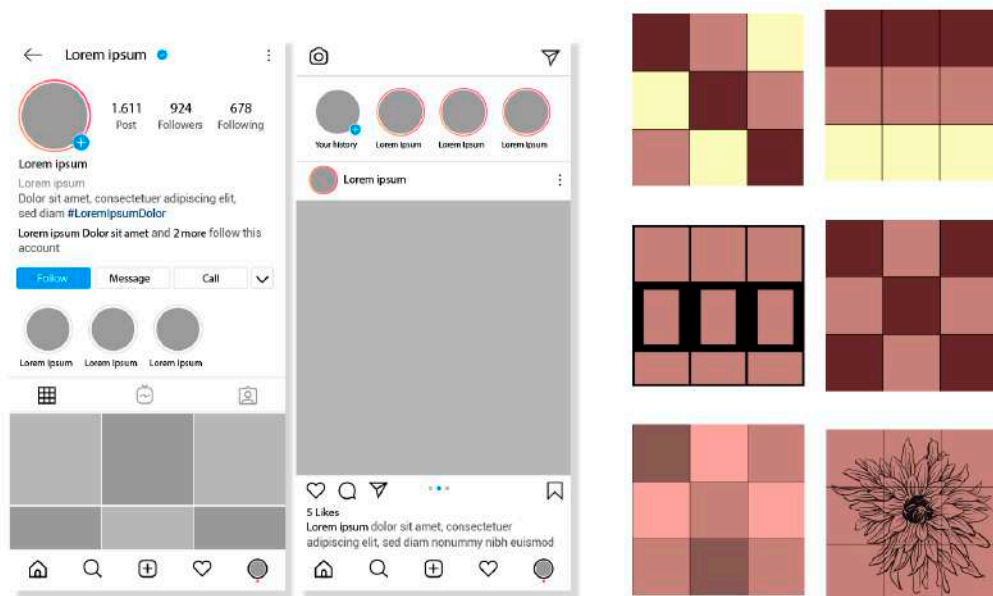 Lorem ipsum
1.611 924 678
Post Followers Following
Lorem ipsum
Lorem ipsum
Dolor sit amet, consectetuer adipiscing elit,
sed diam #LoremIpsumDolor
Lorem ipsum Dolor sit amet and 2 more follow this
account
Follow Message Call
Lorem ipsum Lorem ipsum Lorem ipsum
Your history Lorem ipsum Lorem ipsum Lorem ipsum
Lorem ipsum
5 Likes
Lorem ipsum dolor sit amet, consectetuer
adipiscing elit, sed diam nonummy nibh euismod